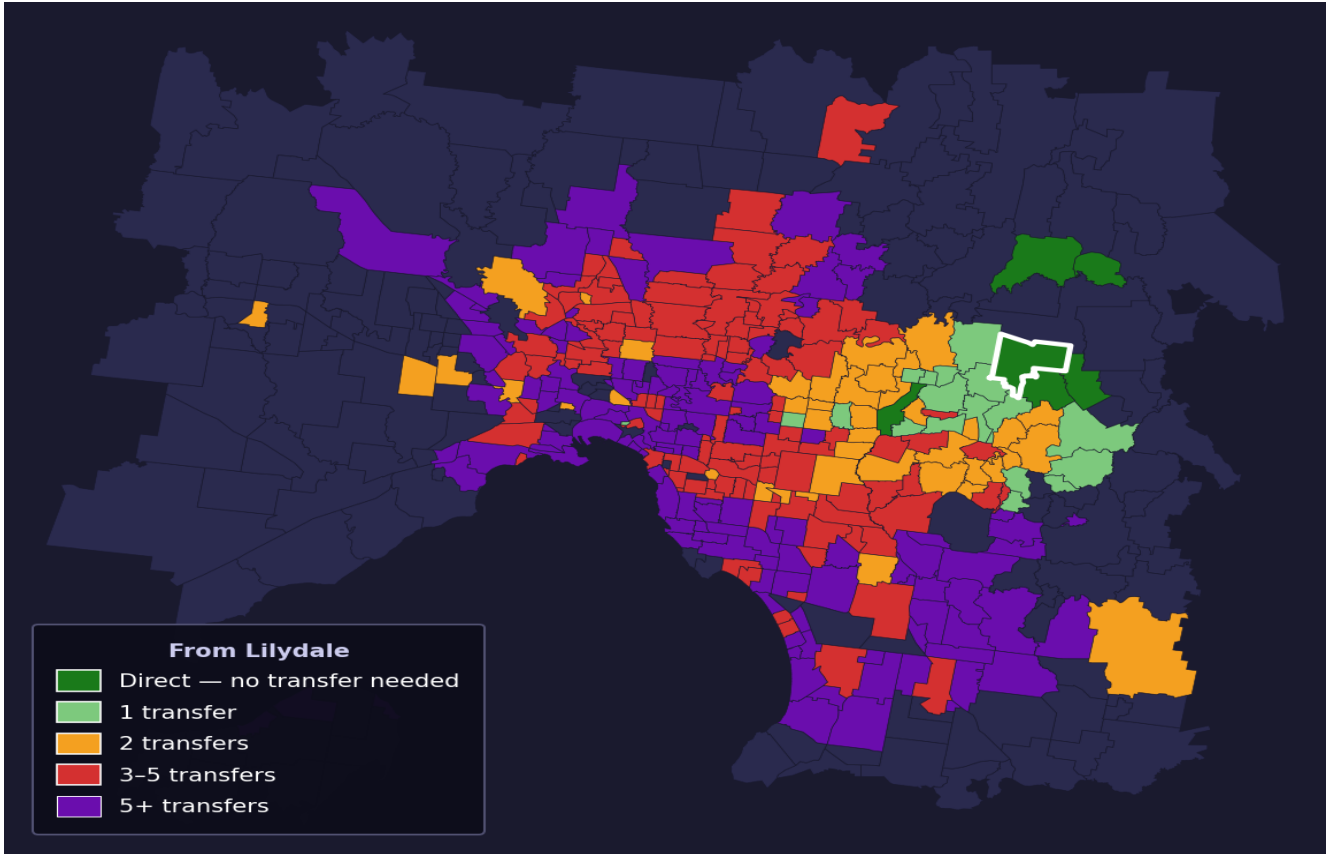 From Lilydale
Direct — no transfer needed
1 transfer
2 transfers
3–5 transfers
5+ transfers